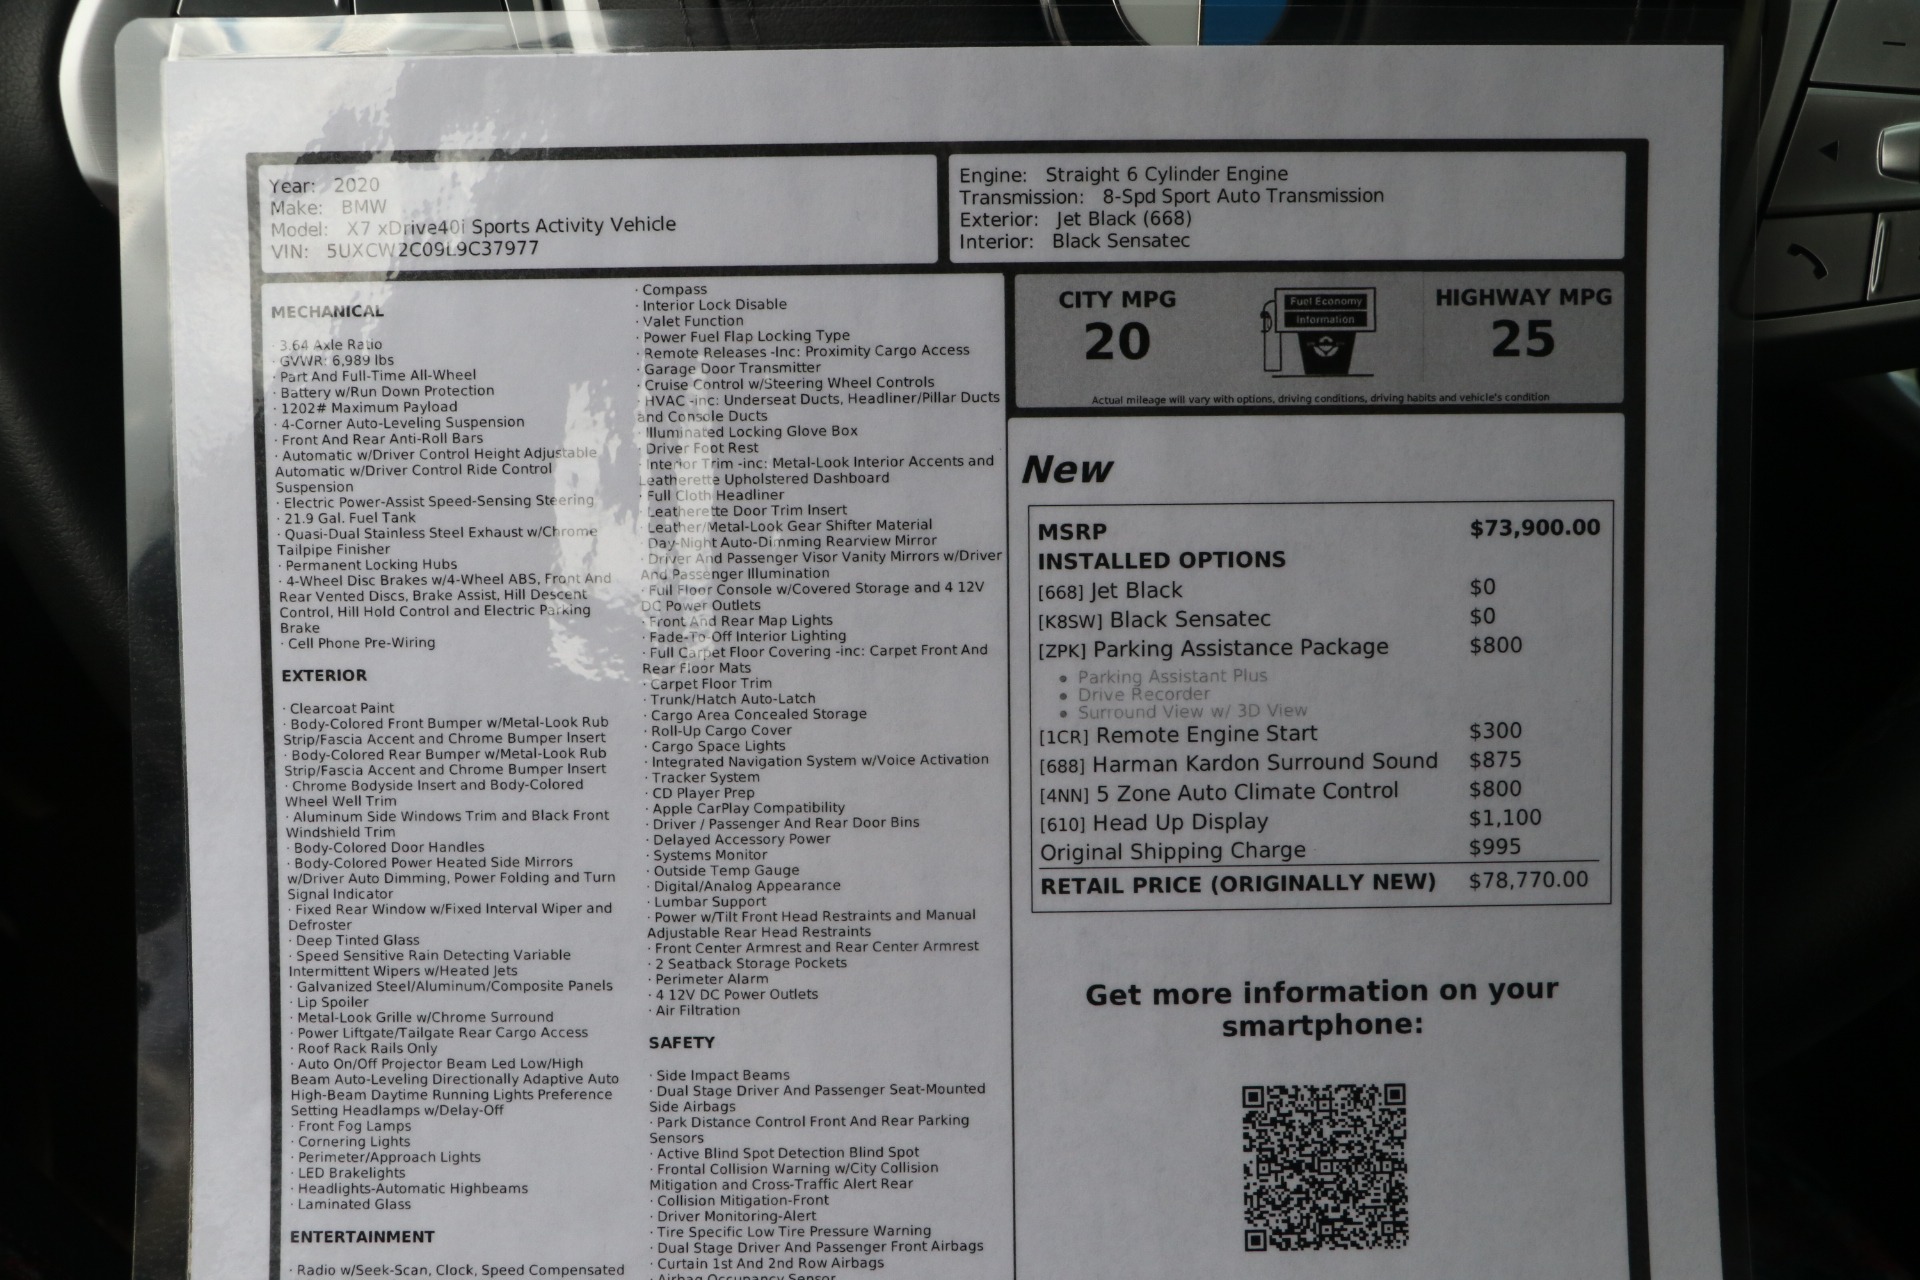 Year: 2020
Make: BMW
Model: X7 xDrive40i Sports Activity Vehicle
VIN: 5UXCW2C09L9C37977
Engine: Straight 6 Cylinder Engine
Transmission: 8-Spd Sport Auto Transmission
Exterior: Jet Black (668)
Interior: Black Sensatec
MECHANICAL
· 3.64 Axle Ratio
· GVWR: 6,989 lbs
· Part And Full-Time All-Wheel
· Battery w/Run Down Protection
· 1202# Maximum Payload
· 4-Corner Auto-Leveling Suspension
· Front And Rear Anti-Roll Bars
· Automatic w/Driver Control Height Adjustable
Automatic w/Driver Control Ride Control
Suspension
· Electric Power-Assist Speed-Sensing Steering
· 21.9 Gal. Fuel Tank
· Quasi-Dual Stainless Steel Exhaust w/Chrome
Tailpipe Finisher
· Permanent Locking Hubs
· 4-Wheel Disc Brakes w/4-Wheel ABS, Front And
Rear Vented Discs, Brake Assist, Hill Descent
Control, Hill Hold Control and Electric Parking
Brake
· Cell Phone Pre-Wiring
EXTERIOR
· Clearcoat Paint
· Body-Colored Front Bumper w/Metal-Look Rub
Strip/Fascia Accent and Chrome Bumper Insert
· Body-Colored Rear Bumper w/Metal-Look Rub
Strip/Fascia Accent and Chrome Bumper Insert
· Chrome Bodyside Insert and Body-Colored
Wheel Well Trim
· Aluminum Side Windows Trim and Black Front
Windshield Trim
· Body-Colored Door Handles
· Body-Colored Power Heated Side Mirrors
w/Driver Auto Dimming, Power Folding and Turn
Signal Indicator
· Fixed Rear Window w/Fixed Interval Wiper and
Defroster
· Deep Tinted Glass
· Speed Sensitive Rain Detecting Variable
Intermittent Wipers w/Heated Jets
· Galvanized Steel/Aluminum/Composite Panels
· Lip Spoiler
· Metal-Look Grille w/Chrome Surround
· Power Liftgate/Tailgate Rear Cargo Access
· Roof Rack Rails Only
· Auto On/Off Projector Beam Led Low/High
Beam Auto-Leveling Directionally Adaptive Auto
High-Beam Daytime Running Lights Preference
Setting Headlamps w/Delay-Off
· Front Fog Lamps
· Cornering Lights
· Perimeter/Approach Lights
· LED Brakelights
· Headlights-Automatic Highbeams
· Laminated Glass
ENTERTAINMENT
· Radio w/Seek-Scan, Clock, Speed Compensated
· Compass
· Interior Lock Disable
· Valet Function
· Power Fuel Flap Locking Type
· Remote Releases -Inc: Proximity Cargo Access
· Garage Door Transmitter
· Cruise Control w/Steering Wheel Controls
· HVAC -inc: Underseat Ducts, Headliner/Pillar Ducts
and Console Ducts
· Illuminated Locking Glove Box
· Driver Foot Rest
· Interior Trim -inc: Metal-Look Interior Accents and
Leatherette Upholstered Dashboard
· Full Cloth Headliner
· Leatherette Door Trim Insert
· Leather/Metal-Look Gear Shifter Material
· Day-Night Auto-Dimming Rearview Mirror
· Driver And Passenger Visor Vanity Mirrors w/Driver
And Passenger Illumination
· Full Floor Console w/Covered Storage and 4 12V
DC Power Outlets
· Front And Rear Map Lights
· Fade-To-Off Interior Lighting
· Full Carpet Floor Covering -inc: Carpet Front And
Rear Floor Mats
· Carpet Floor Trim
· Trunk/Hatch Auto-Latch
· Cargo Area Concealed Storage
· Roll-Up Cargo Cover
· Cargo Space Lights
· Integrated Navigation System w/Voice Activation
· Tracker System
· CD Player Prep
· Apple CarPlay Compatibility
· Driver / Passenger And Rear Door Bins
· Delayed Accessory Power
· Systems Monitor
· Outside Temp Gauge
· Digital/Analog Appearance
· Lumbar Support
· Power w/Tilt Front Head Restraints and Manual
Adjustable Rear Head Restraints
· Front Center Armrest and Rear Center Armrest
· 2 Seatback Storage Pockets
· Perimeter Alarm
· 4 12V DC Power Outlets
· Air Filtration
SAFETY
· Side Impact Beams
· Dual Stage Driver And Passenger Seat-Mounted
Side Airbags
· Park Distance Control Front And Rear Parking
Sensors
· Active Blind Spot Detection Blind Spot
· Frontal Collision Warning w/City Collision
Mitigation and Cross-Traffic Alert Rear
· Collision Mitigation-Front
· Driver Monitoring-Alert
· Tire Specific Low Tire Pressure Warning
· Dual Stage Driver And Passenger Front Airbags
· Curtain 1st And 2nd Row Airbags
· Airbag Occupancy Sensor
CITY MPG
20
Fuel Economy
Information
HIGHWAY MPG
25
Actual mileage will vary with options, driving conditions, driving habits and vehicle's condition
New
MSRP $73,900.00
INSTALLED OPTIONS
[668] Jet Black $0
[K8SW] Black Sensatec $0
[ZPK] Parking Assistance Package $800
• Parking Assistant Plus
• Drive Recorder
• Surround View w/ 3D View
[1CR] Remote Engine Start $300
[688] Harman Kardon Surround Sound $875
[4NN] 5 Zone Auto Climate Control $800
[610] Head Up Display $1,100
Original Shipping Charge $995
RETAIL PRICE (ORIGINALLY NEW) $78,770.00
Get more information on your
smartphone: